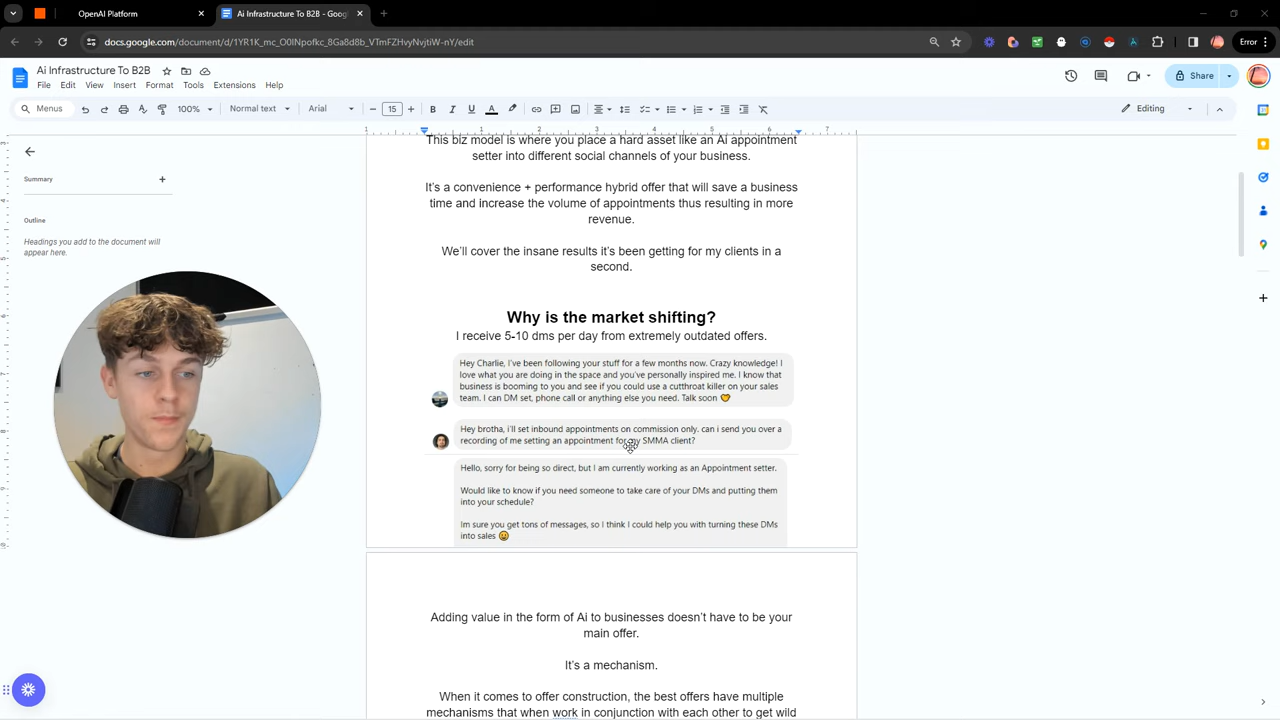 OpenAI Platform
Ai Infrastructure To B2B - Goog
docs.google.com/document/d/1YR1K_mc_O0INpofkc_8Ga8d8b_VTmFZHvyNvjtiW-nY/edit
Error
Ai Infrastructure To B2B
File Edit View Insert Format Tools Extensions Help
Share
Menus
100%
Normal text
Arial
15
Editing
1 1 2 3 4 5 6 7
Summary
Outline
Headings you add to the document will
appear here.
This biz model is where you place a hard asset like an Ai appointment
setter into different social channels of your business.
It's a convenience + performance hybrid offer that will save a business
time and increase the volume of appointments thus resulting in more
revenue.
We'll cover the insane results it's been getting for my clients in a
second.
Why is the market shifting?
I receive 5-10 dms per day from extremely outdated offers.
Hey Charlie, I've been following your stuff for a few months now. Crazy knowledge! I
love what you are doing in the space and you've personally inspired me. I know that
business is booming to you and see if you could use a cutthroat killer on your sales
team. I can DM set, phone call or anything else you need. Talk soon
Hey brotha, i'll set inbound appointments on commission only. can i send you over a
recording of me setting an appointment for my SMMA client?
Hello, sorry for being so direct, but I am currently working as an Appointment setter.
Would like to know if you need someone to take care of your DMs and putting them
into your schedule?
Im sure you get tons of messages, so I think I could help you with turning these DMs
into sales
Adding value in the form of Ai to businesses doesn't have to be your
main offer.
It's a mechanism.
When it comes to offer construction, the best offers have multiple
mechanisms that when work in conjunction with each other to get wild